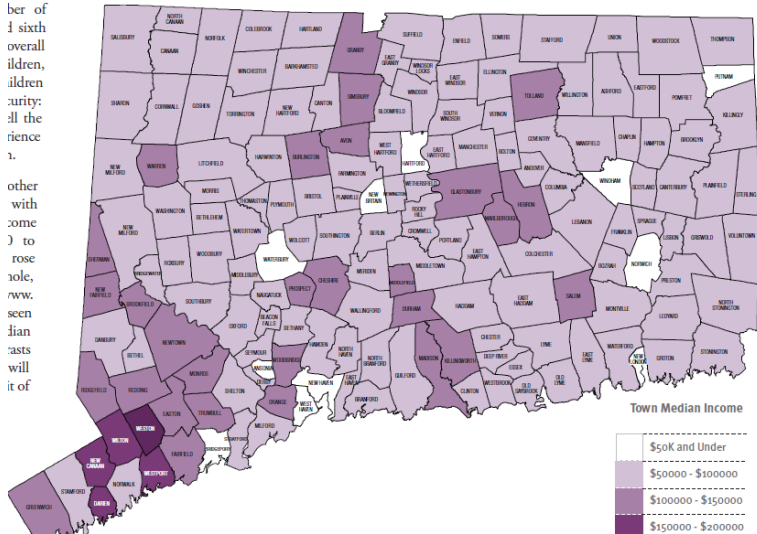 ber of
d sixth
overall
ildren,
ildren
curity:
ell the
rience
n.
other
with
come
0 to
rose
nole,
/ww.
seen
dian
casts
will
it of
NORTH
CANAAN
SALISBURY
CANAAN
NORFOLK
COLEBROOK
HARTLAND
GRANBY
SUFFIELD
ENFIELD
SOMERS
STAFFORD
UNION
WOODSTOCK
THOMPSON
WINCHESTER
BARKHAMSTED
EAST
GRANBY
WINDSOR
LOCKS
EAST
WINDSOR
ELLINGTON
PUTNAM
SHARON
CORNWALL
GOSHEN
TORRINGTON
NEW
HARTFORD
CANTON
SIMSBURY
BLOOMFIELD
WINDSOR
SOUTH
WINDSOR
VERNON
TOLLAND
WILLINGTON
ASHFORD
EASTFORD
POMFRET
KILLINGLY
NEW
MILFORD
WARREN
LITCHFIELD
HARWINTON
BURLINGTON
AVON
FARMINGTON
WEST
HARTFORD
HARTFORD
EAST
HARTFORD
MANCHESTER
BOLTON
COVENTRY
ANDOVER
MANSFIELD
CHAPLIN
HAMPTON
BROOKLYN
WASHINGTON
MORRIS
BETHLEHEM
THOMASTON
PLYMOUTH
BRISTOL
PLAINVILLE
NEW
BRITAIN
NEWINGTON
WETHERSFIELD
ROCKY
HILL
GLASTONBURY
HEBRON
MARLBOROUGH
COLUMBIA
WINDHAM
SCOTLAND
CANTERBURY
PLAINFIELD
STERLING
NEW
MILFORD
ROXBURY
WOODBURY
WATERTOWN
WATERBURY
WOLCOTT
SOUTHINGTON
BERLIN
CROMWELL
PORTLAND
EAST
HAMPTON
COLCHESTER
LEBANON
FRANKLIN
SPRAGUE
LISBON
GRISWOLD
VOLUNTOWN
SHERMAN
BRIDGEWATER
MIDDLEBURY
SOUTHBURY
NAUGATUCK
PROSPECT
CHESHIRE
MERIDEN
MIDDLETOWN
MIDDLEFIELD
BOZRAH
NORWICH
PRESTON
NEW
FAIRFIELD
BROOKFIELD
OXFORD
BEACON
FALLS
BETHANY
WALLINGFORD
DURHAM
HADDAM
EAST
HADDAM
SALEM
MONTVILLE
LEDYARD
NORTH
STONINGTON
DANBURY
BETHEL
NEWTOWN
SEYMOUR
WOODBRIDGE
HAMDEN
NORTH
HAVEN
NORTH
BRANFORD
GUILFORD
MADISON
KILLINGWORTH
CHESTER
DEEP RIVER
ESSEX
LYME
EAST
LYME
WATERFORD
NEW
LONDON
GROTON
STONINGTON
RIDGEFIELD
REDDING
MONROE
SHELTON
ANSONIA
DERBY
NEW HAVEN
EAST
HAVEN
BRANFORD
CLINTON
WESTBROOK
OLD
SAYBROOK
OLD
LYME
EASTON
TRUMBULL
ORANGE
WEST
HAVEN
MILFORD
WILTON
WESTON
FAIRFIELD
BRIDGEPORT
STRATFORD
NEW
CANAAN
WESTPORT
NORWALK
STAMFORD
DARIEN
GREENWICH
Town Median Income
$50K and Under
$50000 - $100000
$100000 - $150000
$150000 - $200000